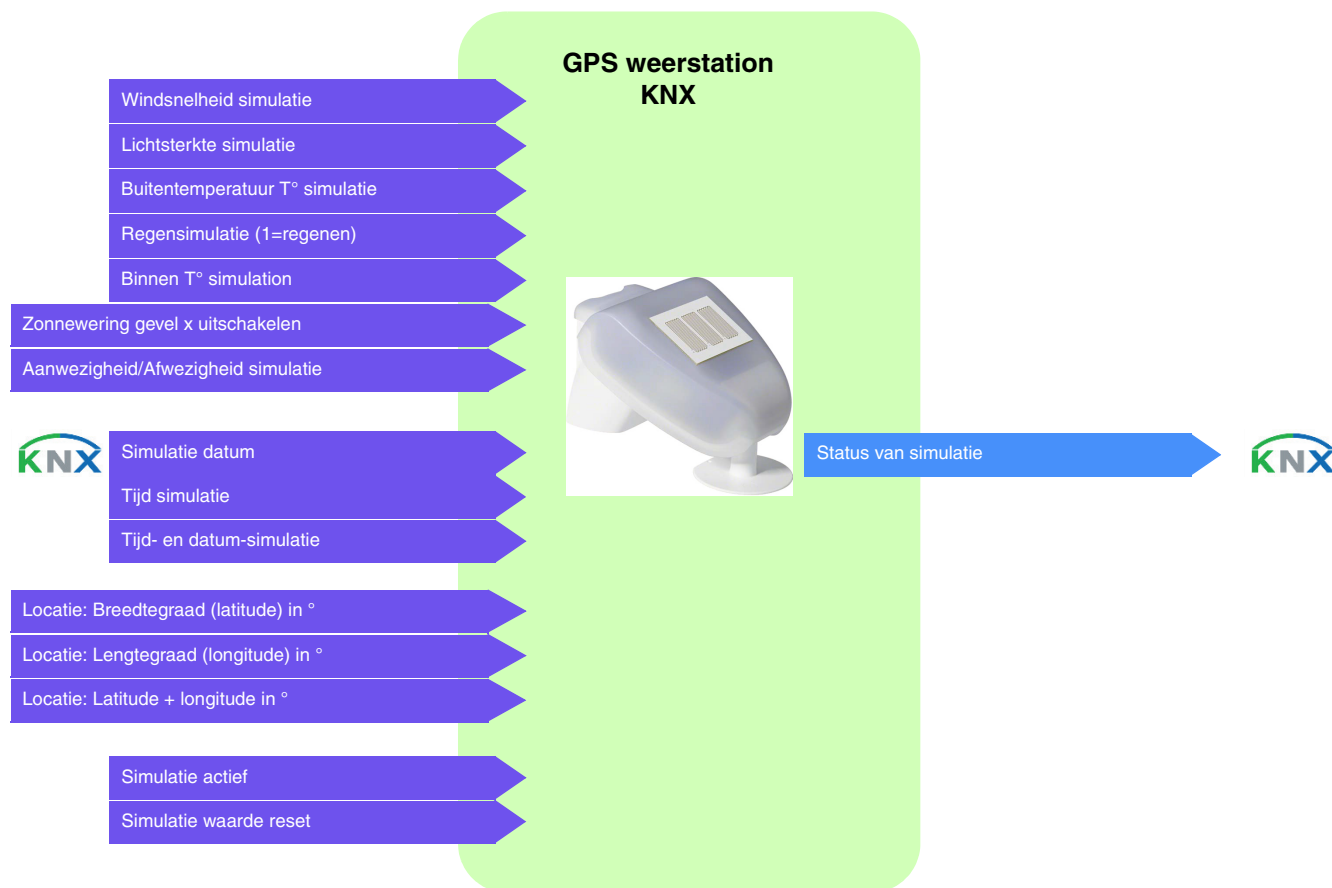 GPS weerstation
KNX
Windsnelheid simulatie
Lichtsterkte simulatie
Buitentemperatuur T° simulatie
Regensimulatie (1=regenen)
Binnen T° simulation
Zonnewering gevel x uitschakelen
Aanwezigheid/Afwezigheid simulatie
KNX
Simulatie datum
Tijd simulatie
Tijd- en datum-simulatie
Status van simulatie
KNX
Locatie: Breedtegraad (latitude) in °
Locatie: Lengtegraad (longitude) in °
Locatie: Latitude + longitude in °
Simulatie actief
Simulatie waarde reset